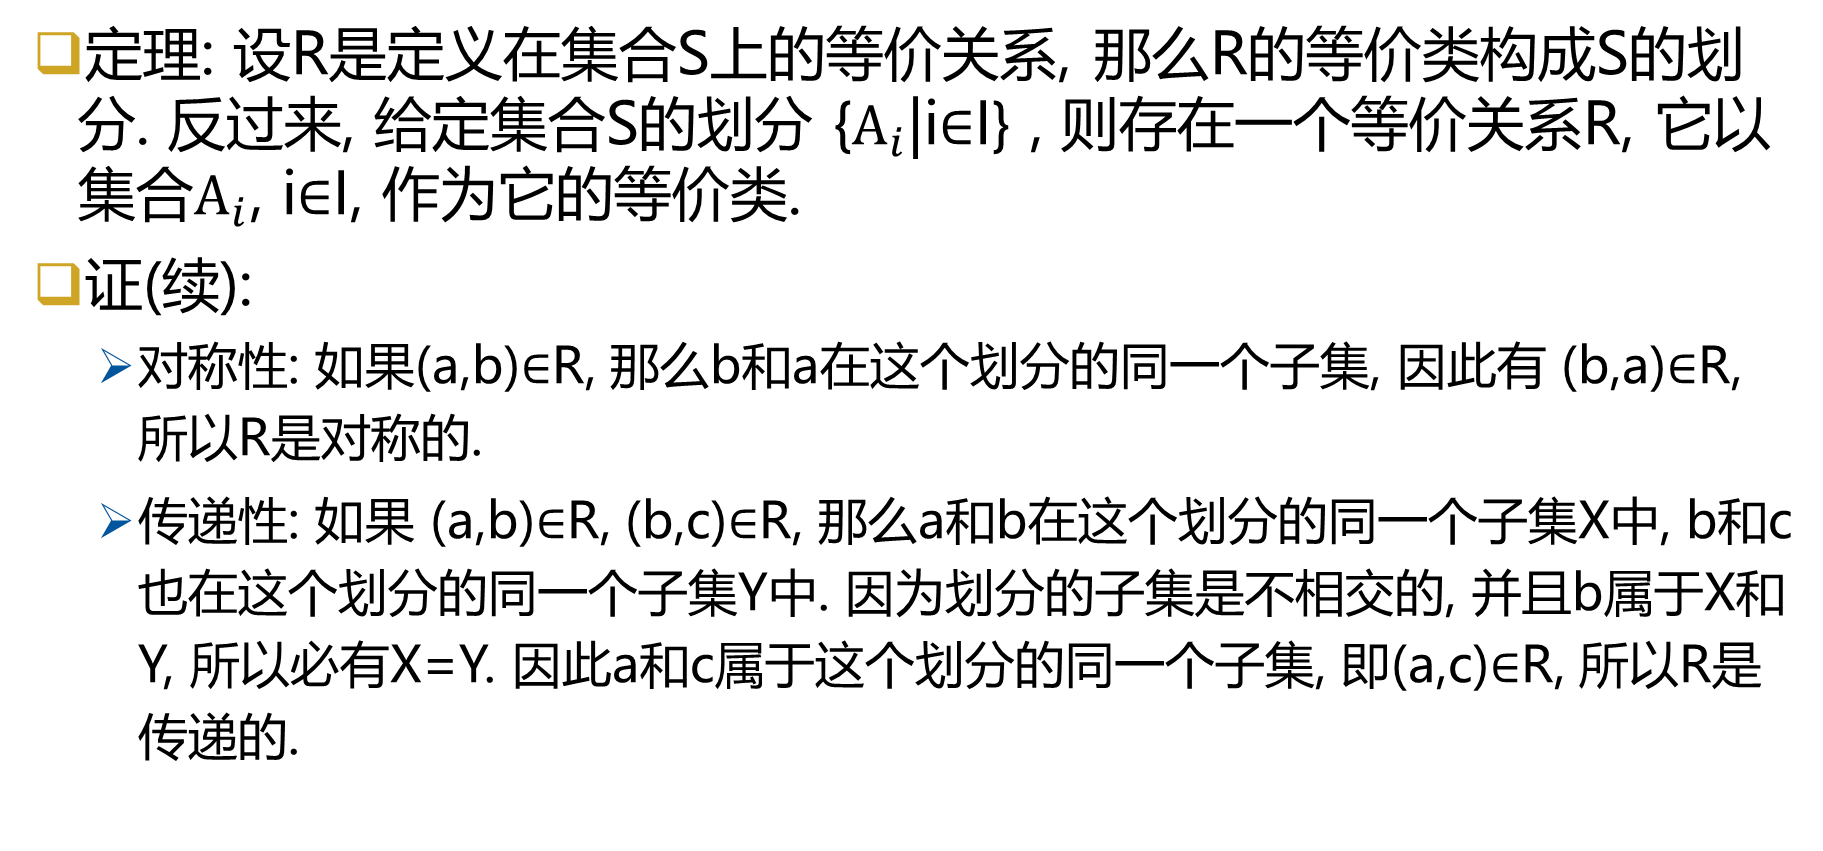 定理: 设R是定义在集合S上的等价关系, 那么R的等价类构成S的划
分. 反过来, 给定集合S的划分 {Aᵢ|i∈I} , 则存在一个等价关系R, 它以
集合Aᵢ, i∈I, 作为它的等价类.
证(续):
对称性: 如果(a,b)∈R, 那么b和a在这个划分的同一个子集, 因此有 (b,a)∈R,
所以R是对称的.
传递性: 如果 (a,b)∈R, (b,c)∈R, 那么a和b在这个划分的同一个子集X中, b和c
也在这个划分的同一个子集Y中. 因为划分的子集是不相交的, 并且b属于X和
Y, 所以必有X=Y. 因此a和c属于这个划分的同一个子集, 即(a,c)∈R, 所以R是
传递的.